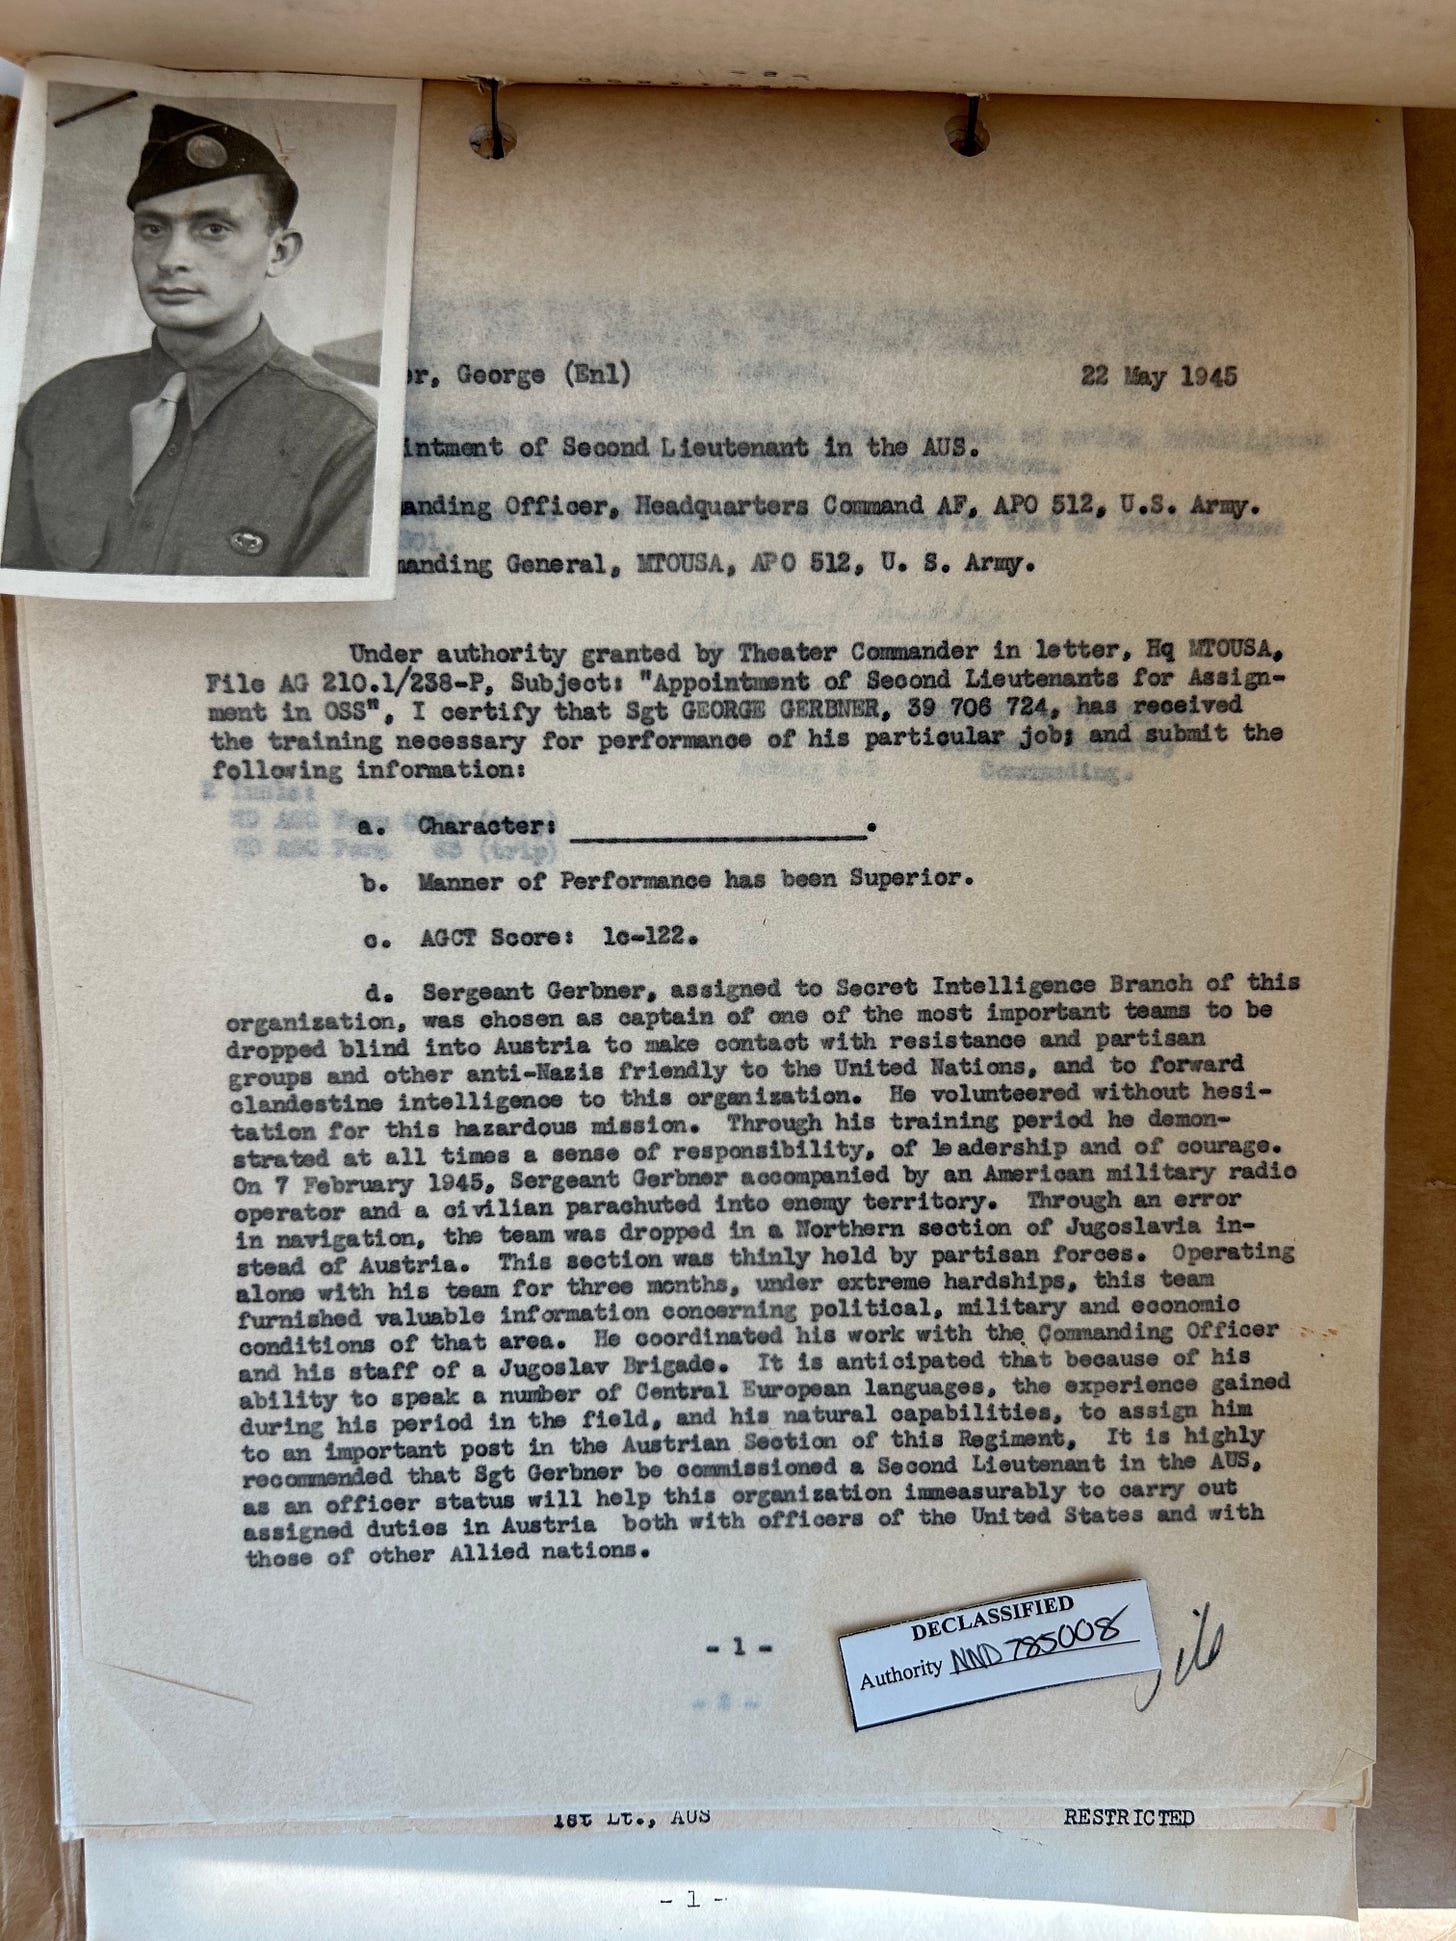 er, George (Enl) 22 May 1945
intment of Second Lieutenant in the AUS.
anding Officer, Headquarters Command AF, APO 512, U.S. Army.
manding General, MTOUSA, APO 512, U. S. Army.
Under authority granted by Theater Commander in letter, Hq MTOUSA,
File AG 210.1/238-P, Subject: "Appointment of Second Lieutenants for Assign-
ment in OSS", I certify that Sgt GEORGE GERBNER, 39 706 724, has received
the training necessary for performance of his particular job; and submit the
following information:
Commanding.
2 Incls:
WD AGC Form
WD AGC Form 63 (trip)
a. Character: ____________________.
b. Manner of Performance has been Superior.
c. AGCT Score: 1c-122.
d. Sergeant Gerbner, assigned to Secret Intelligence Branch of this
organization, was chosen as captain of one of the most important teams to be
dropped blind into Austria to make contact with resistance and partisan
groups and other anti-Nazis friendly to the United Nations, and to forward
clandestine intelligence to this organization. He volunteered without hesi-
tation for this hazardous mission. Through his training period he demon-
strated at all times a sense of responsibility, of leadership and of courage.
On 7 February 1945, Sergeant Gerbner accompanied by an American military radio
operator and a civilian parachuted into enemy territory. Through an error
in navigation, the team was dropped in a Northern section of Jugoslavia in-
stead of Austria. This section was thinly held by partisan forces. Operating
alone with his team for three months, under extreme hardships, this team
furnished valuable information concerning political, military and economic
conditions of that area. He coordinated his work with the Commanding Officer
and his staff of a Jugoslav Brigade. It is anticipated that because of his
ability to speak a number of Central European languages, the experience gained
during his period in the field, and his natural capabilities, to assign him
to an important post in the Austrian Section of this Regiment, It is highly
recommended that Sgt Gerbner be commissioned a Second Lieutenant in the AUS,
as an officer status will help this organization immeasurably to carry out
assigned duties in Austria both with officers of the United States and with
those of other Allied nations.
DECLASSIFIED
Authority NND 785008
- 1 -
- 2 -
1st Lt., AUS RESTRICTED
- 1 -